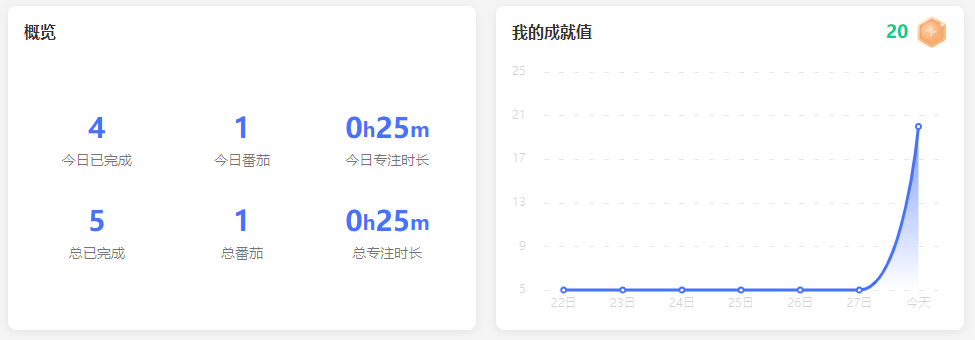 概览
4
1
0h25m
今日已完成
今日番茄
今日专注时长
5
1
0h25m
总已完成
总番茄
总专注时长
我的成就值
20
25
21
17
13
9
5
22日
23日
24日
25日
26日
27日
今天